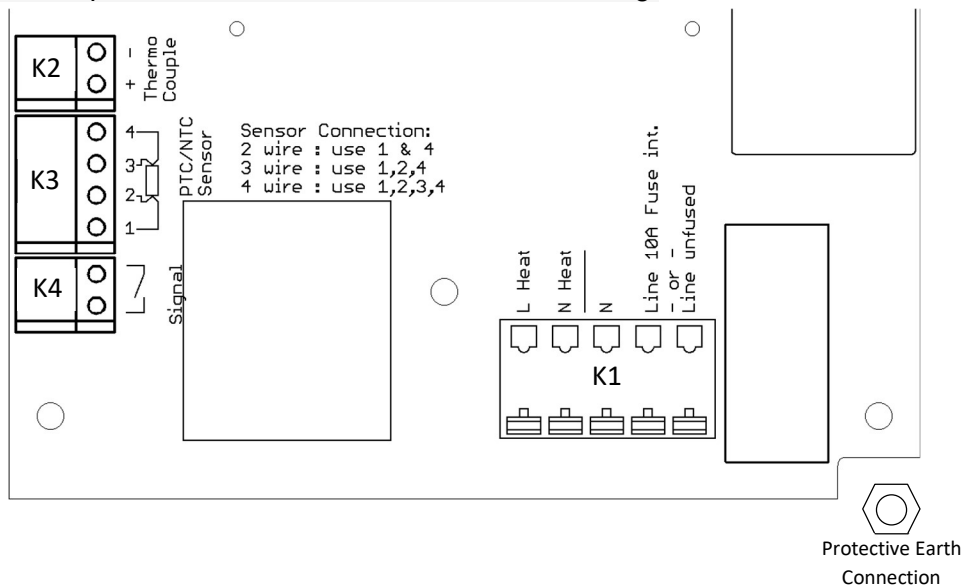 K2
-
+
Thermo
Couple
K3
4
3
2
1
PTC/NTC
Sensor
Sensor Connection:
2 wire : use 1 & 4
3 wire : use 1,2,4
4 wire : use 1,2,3,4
K4
Signal
L Heat
N Heat
N
Line 10A Fuse int.
- or -
Line unfused
K1
Protective Earth
Connection